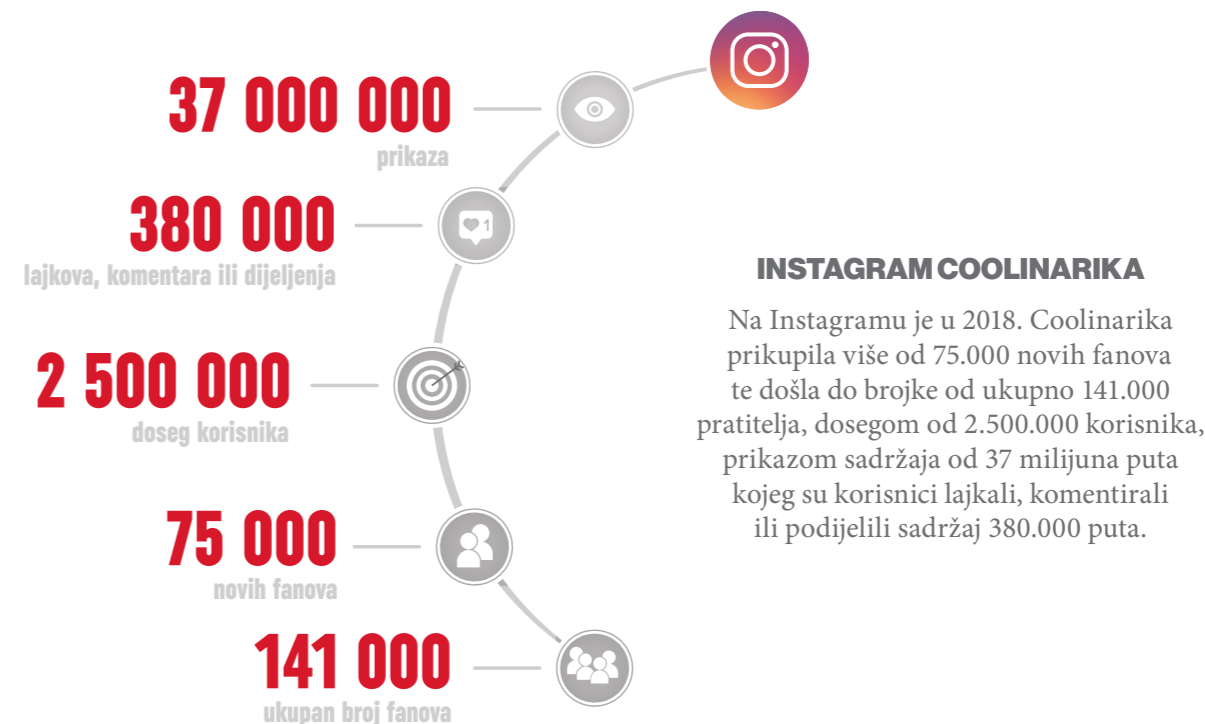 37 000 000
prikaza
380 000
1
lajkova, komentara ili dijeljenja
2 500 000
doseg korisnika
75 000
novih fanova
141 000
ukupan broj fanova
INSTAGRAM COOLINARIKA
Na Instagramu je u 2018. Coolinarika
prikupila više od 75.000 novih fanova
te došla do brojke od ukupno 141.000
pratitelja, dosegom od 2.500.000 korisnika,
prikazom sadržaja od 37 milijuna puta
kojeg su korisnici lajkali, komentirali
ili podijelili sadržaj 380.000 puta.